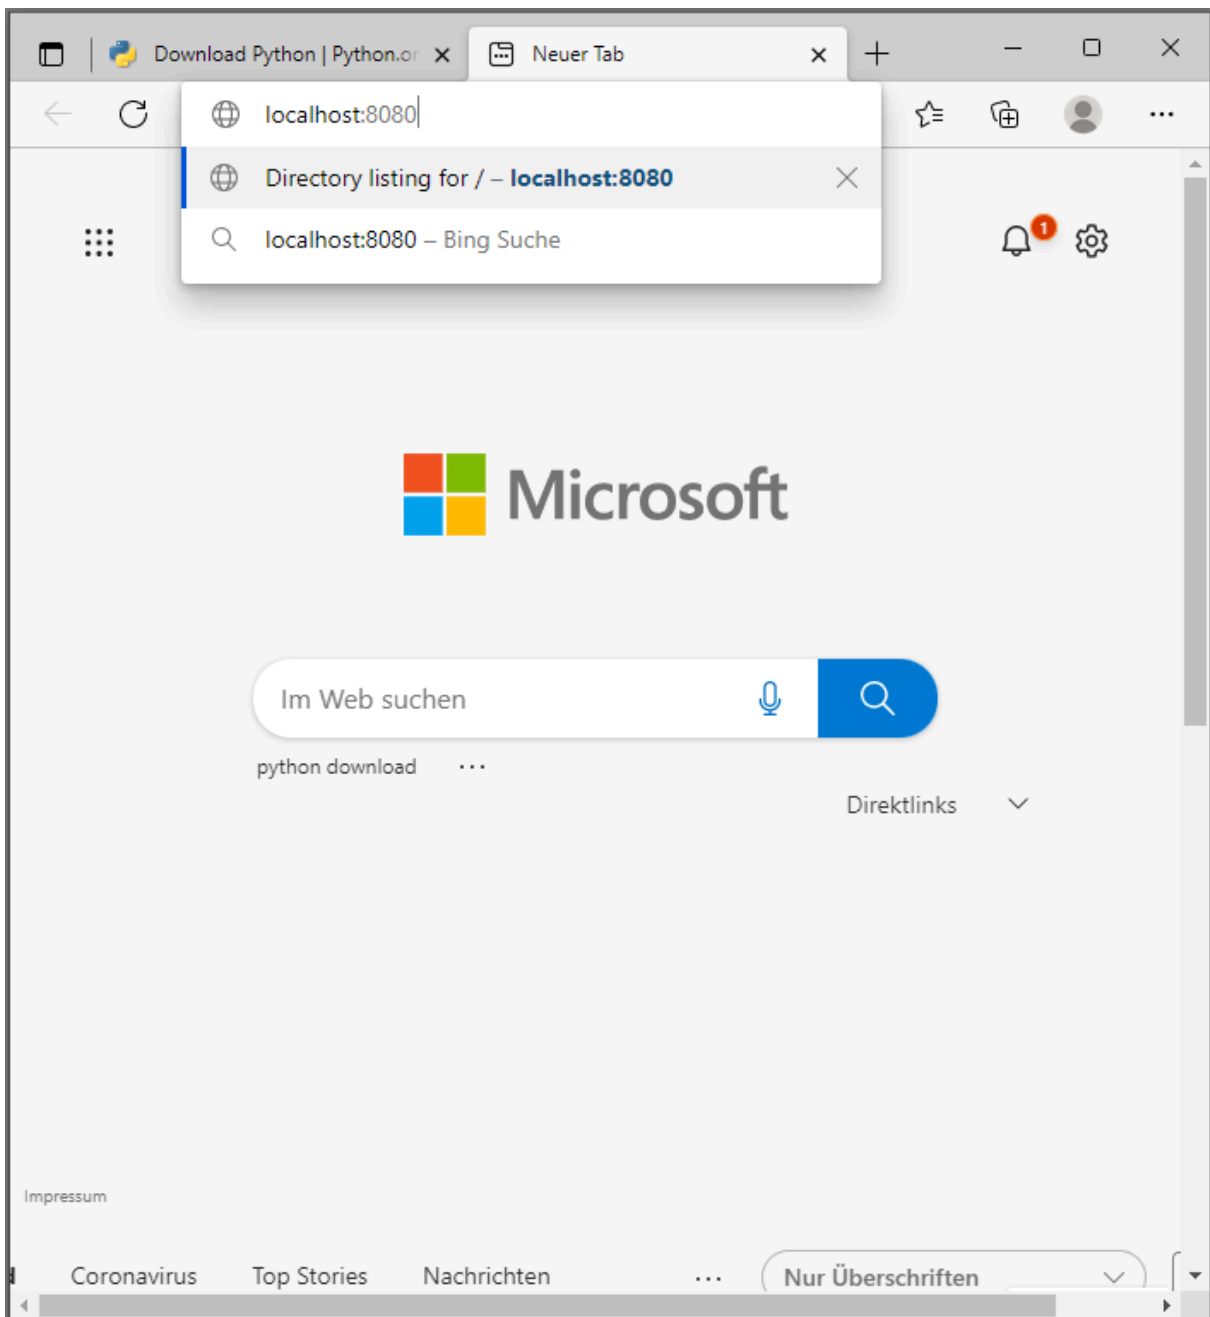 Download Python | Python.or
Neuer Tab
localhost:8080
Directory listing for / – localhost:8080
localhost:8080 – Bing Suche
1
Microsoft
Im Web suchen
python download ...
Direktlinks
Impressum
Coronavirus Top Stories Nachrichten ... Nur Überschriften